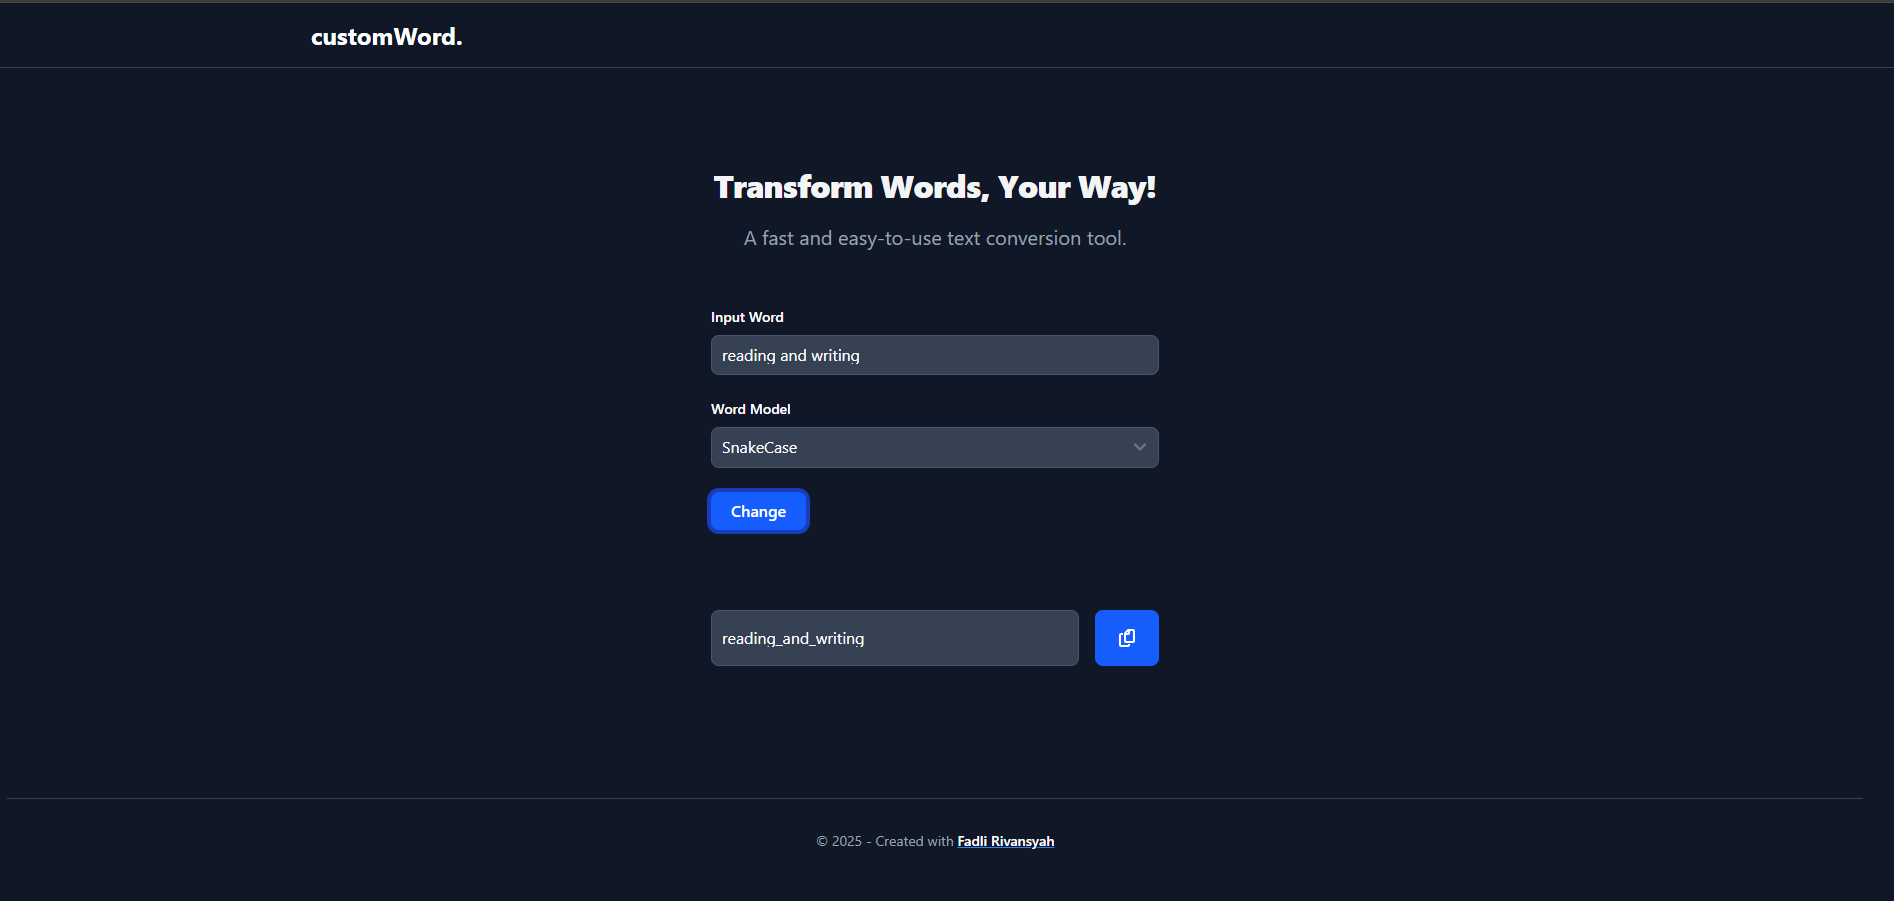 customWord.
Transform Words, Your Way!
A fast and easy-to-use text conversion tool.
Input Word
reading and writing
Word Model
SnakeCase
Change
reading_and_writing
© 2025 - Created with Fadli Rivansyah